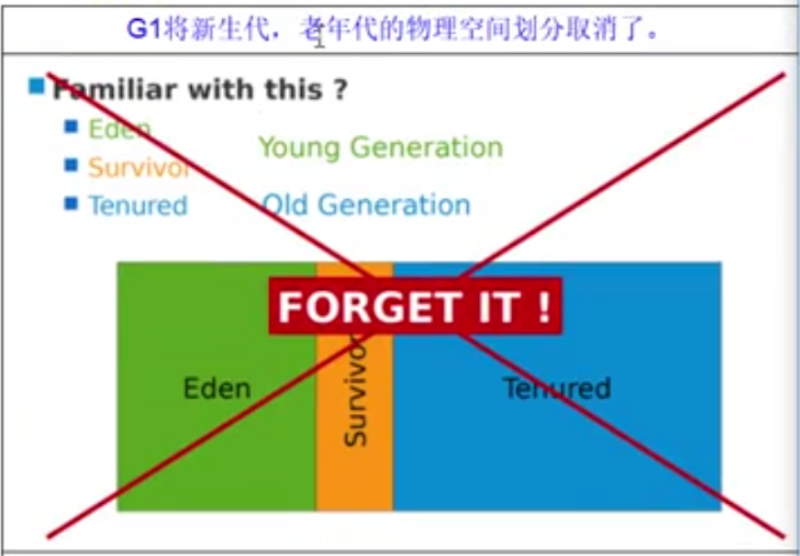 G1将新生代，老年代的物理空间划分取消了。
Familiar with this ?
Eden
Survivor
Young Generation
Tenured
Old Generation
FORGET IT !
Eden
Survivor
Tenured